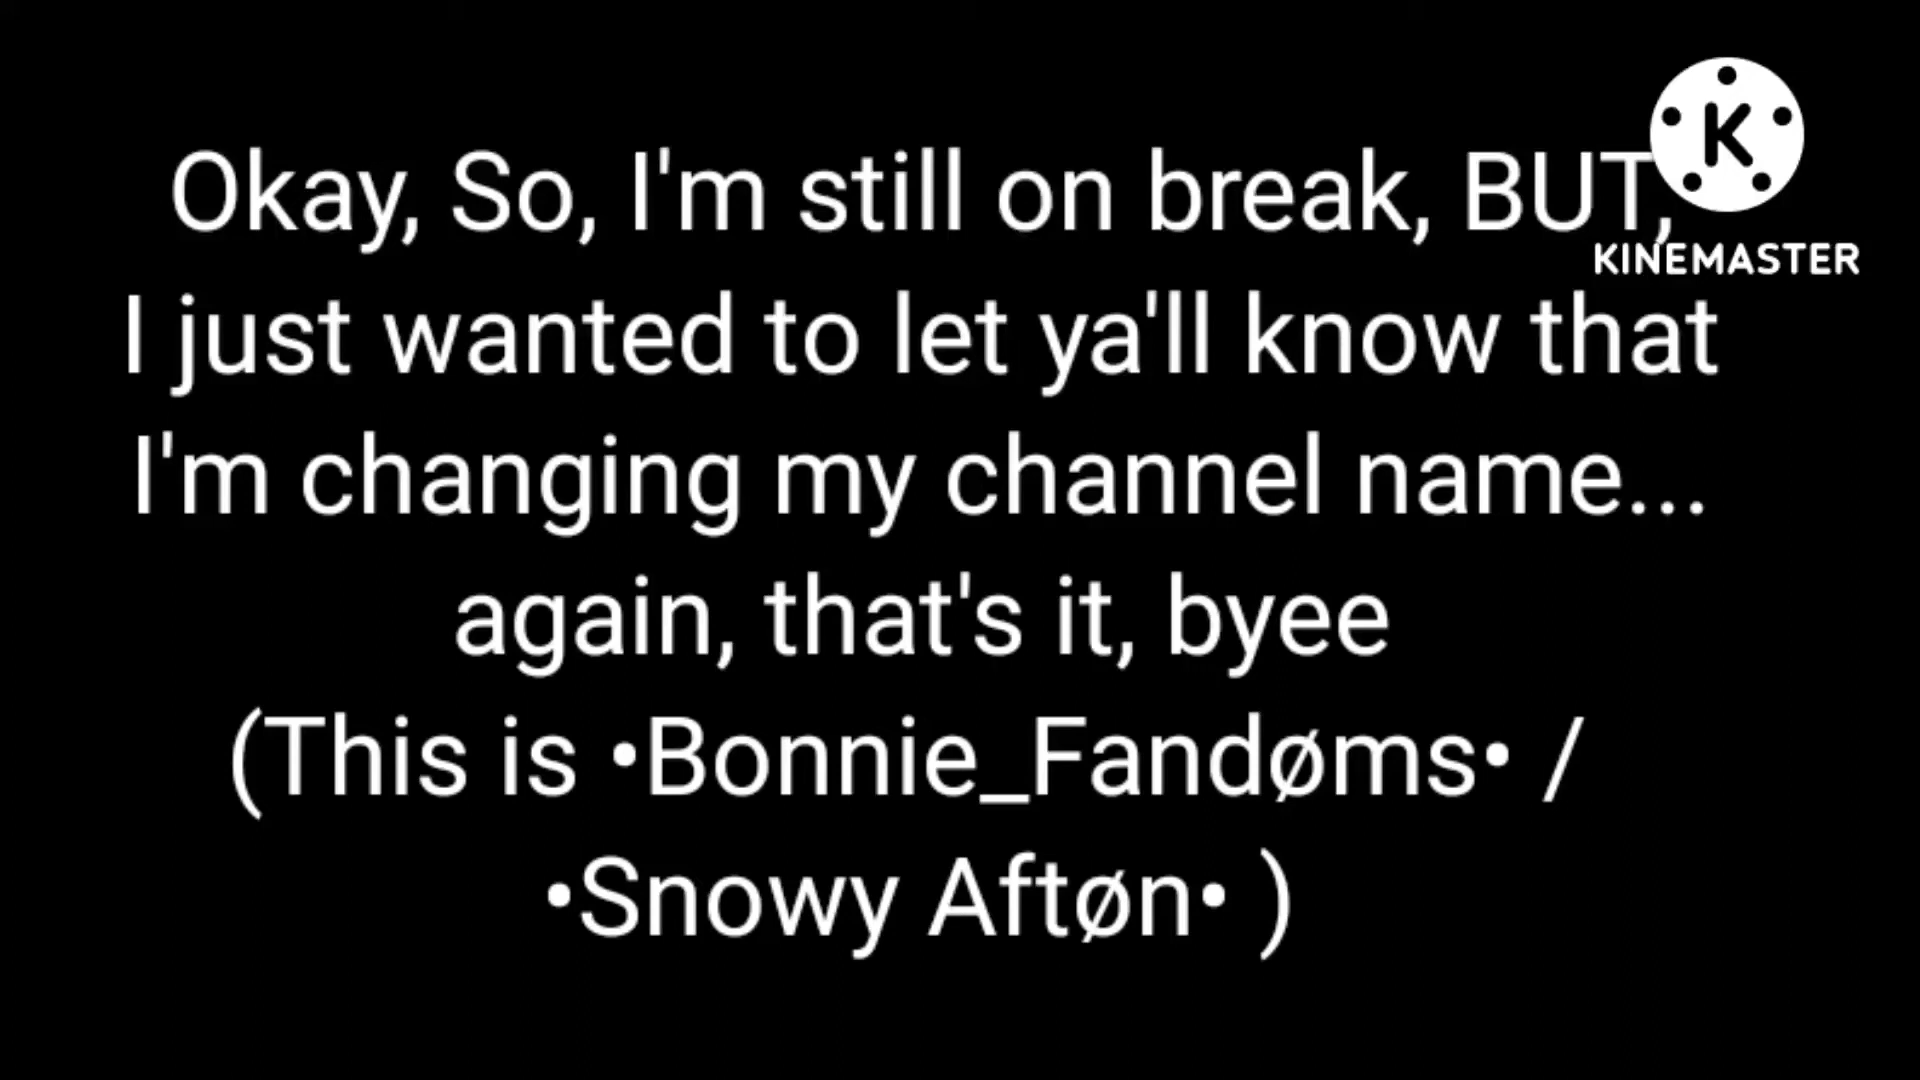 Okay, So, I'm still on break, BUT,
I just wanted to let ya'll know that
I'm changing my channel name...
again, that's it, byee
(This is •Bonnie_Fandøms• /
•Snowy Aftøn• )
K
KINEMASTER